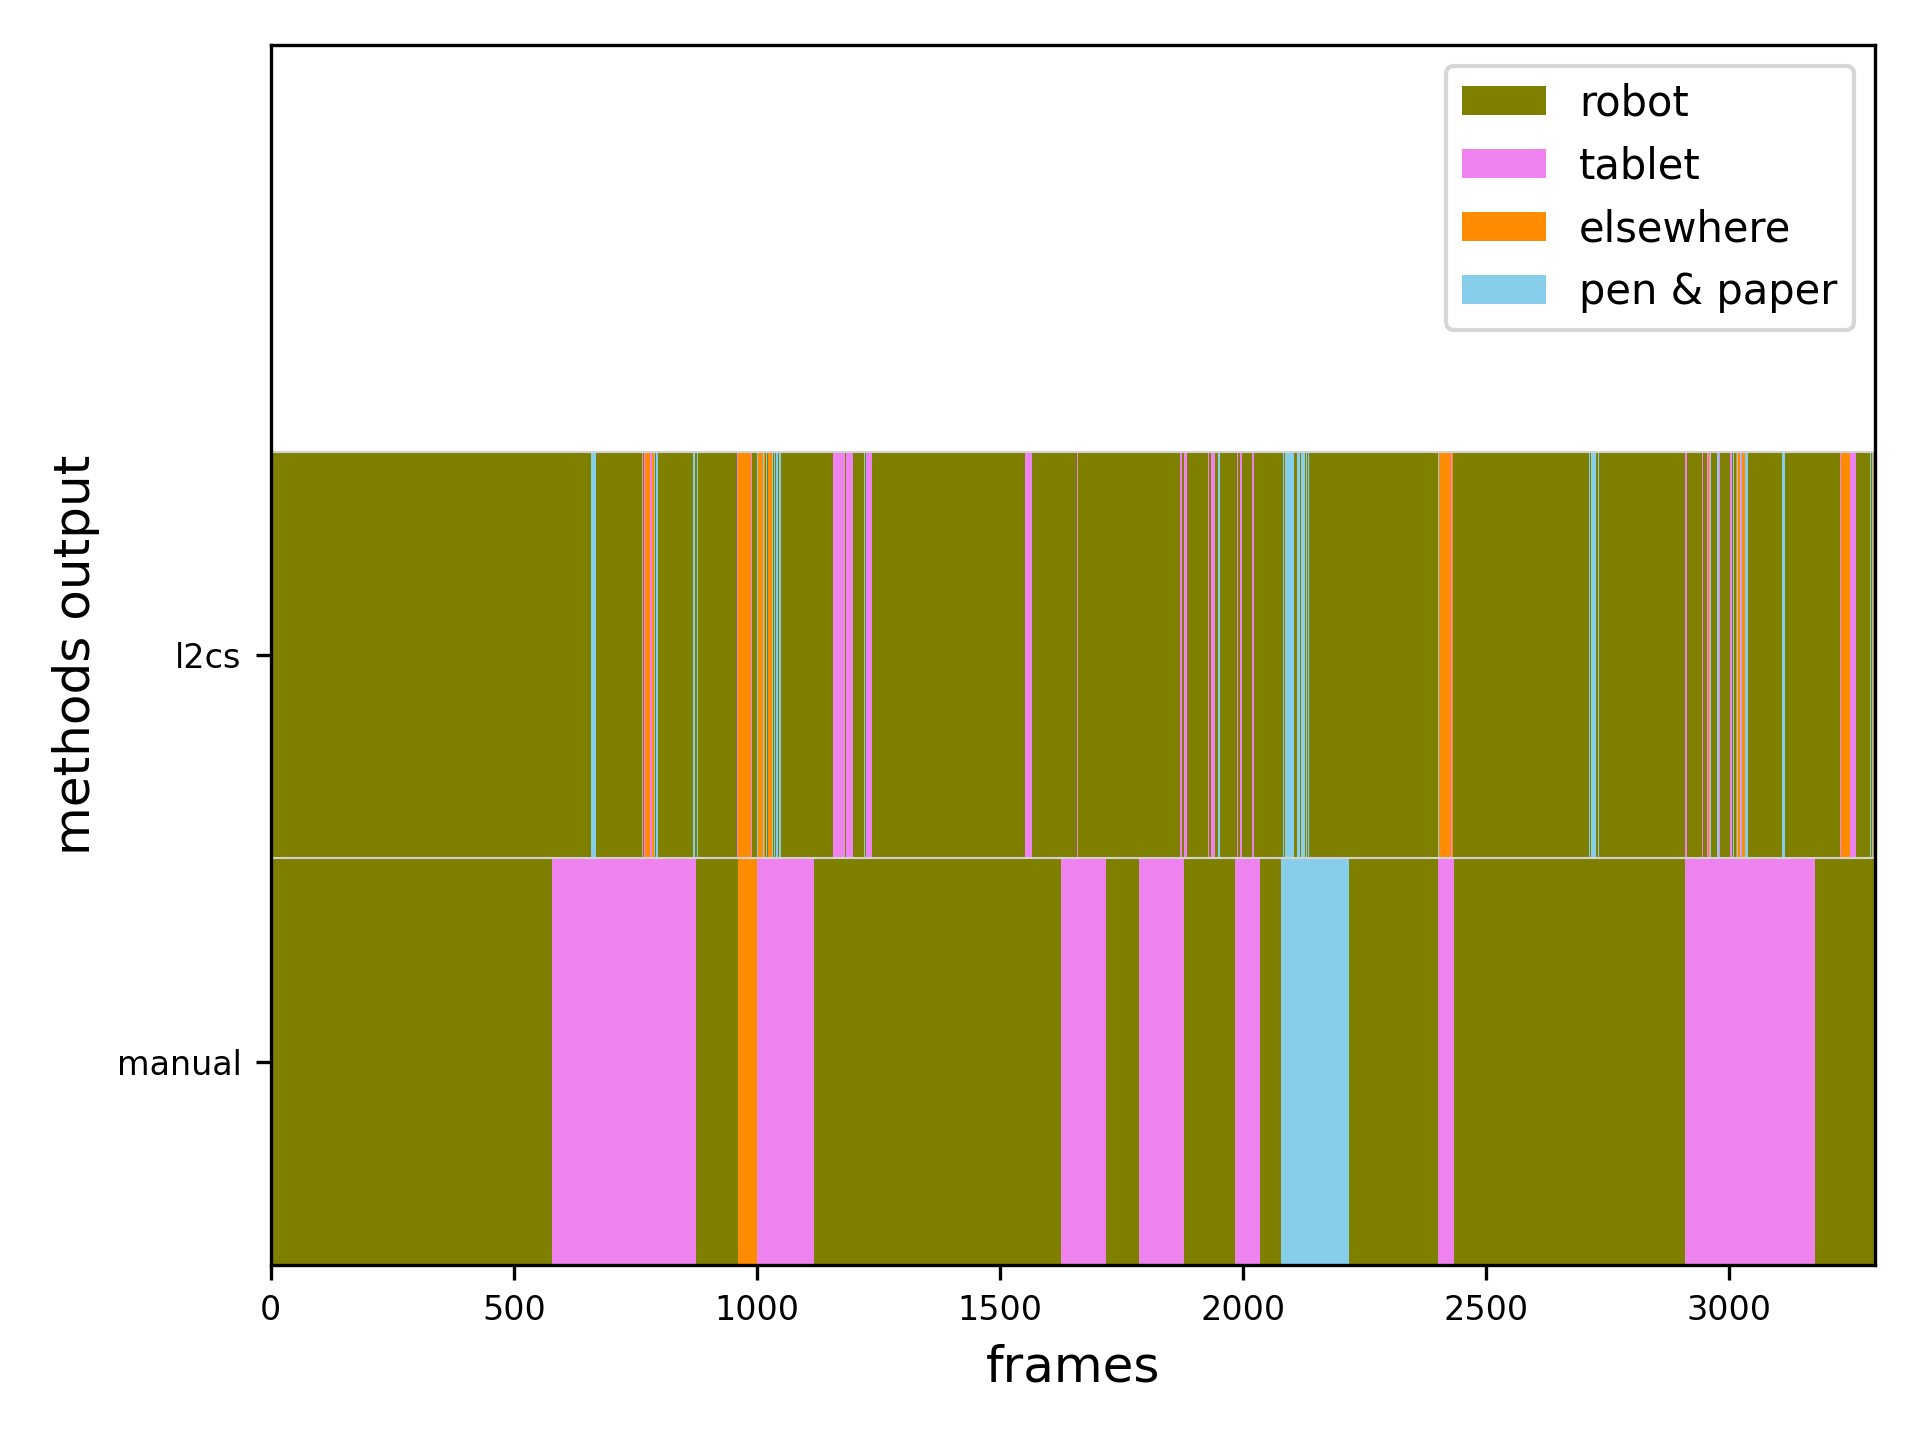 robot
tablet
elsewhere
pen & paper
methods output
l2cs
manual
0 500 1000 1500 2000 2500 3000
frames